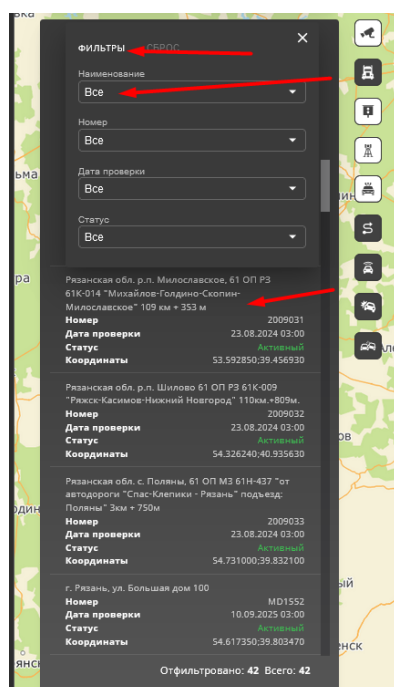 ФИЛЬТРЫ СБРОС
Наименование
Все
Номер
Все
Дата проверки
Все
Статус
Все
Рязанская обл. р.п. Милославское, 61 ОП РЗ
61К-014 "Михайлов-Голдино-Скопин-
Милославское" 109 км + 353 м
Номер 2009031
Дата проверки 23.08.2024 03:00
Статус Активный
Координаты 53.592850;39.456930
Рязанская обл. р.п. Шилово 61 ОП РЗ 61К-009
"Ряжск-Касимов-Нижний Новгород" 110км.+809м.
Номер 2009032
Дата проверки 23.08.2024 03:00
Статус Активный
Координаты 54.326240;40.935630
Рязанская обл. с. Поляны, 61 ОП МЗ 61Н-437 "от
автодороги "Спас-Клепики - Рязань" подъезд:
Поляны" 3км + 750м
Номер 2009033
Дата проверки 23.08.2024 03:00
Статус Активный
Координаты 54.731000;39.832100
г. Рязань, ул. Большая дом 100
Номер MD1552
Дата проверки 10.09.2025 03:00
Статус Активный
Координаты 54.617350;39.803470
Отфильтровано: 42 Всего: 42